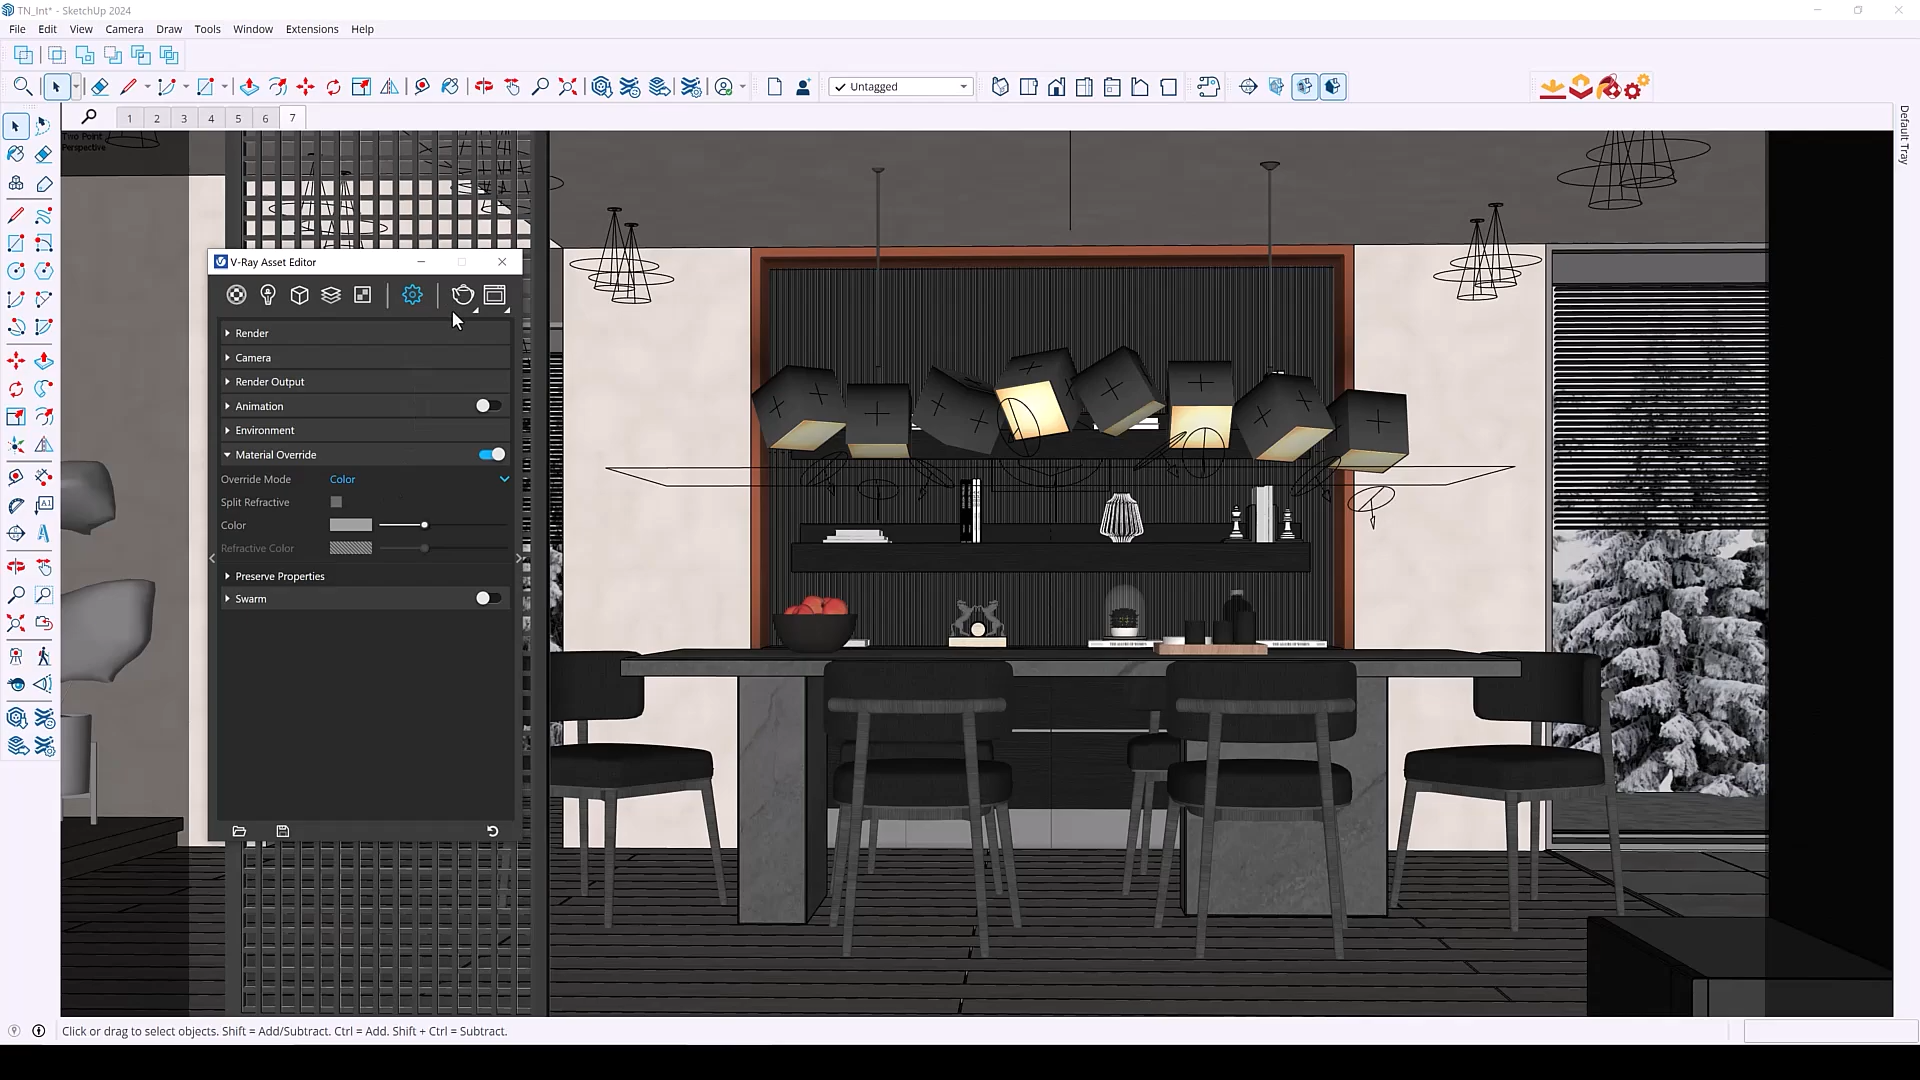 TN_Int* - SketchUp 2024
File Edit View Camera Draw Tools Window Extensions Help
Untagged
1 2 3 4 5 6 7
Default Tray
Two Point
Perspective
V-Ray Asset Editor
Render
Camera
Render Output
Animation
Environment
Material Override
Override Mode Color
Split Refractive
Color
Refractive Color
Preserve Properties
Swarm
Click or drag to select objects. Shift = Add/Subtract. Ctrl = Add. Shift + Ctrl = Subtract.